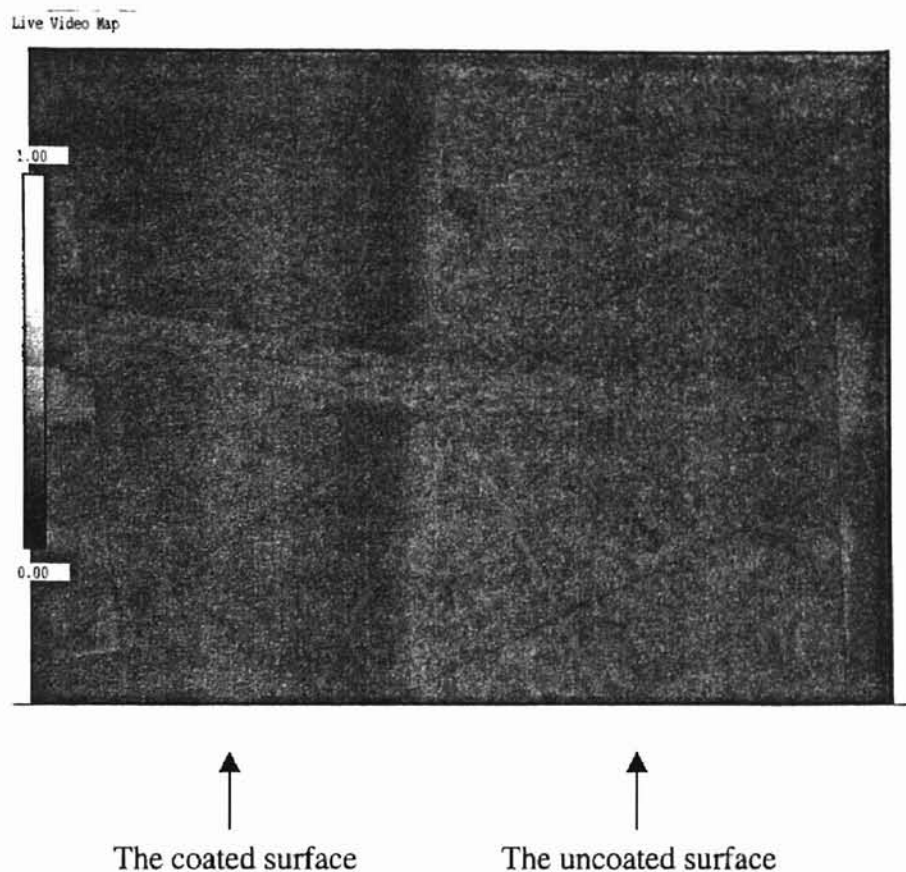 Live Video Map
1.00
0.00
The coated surface
The uncoated surface